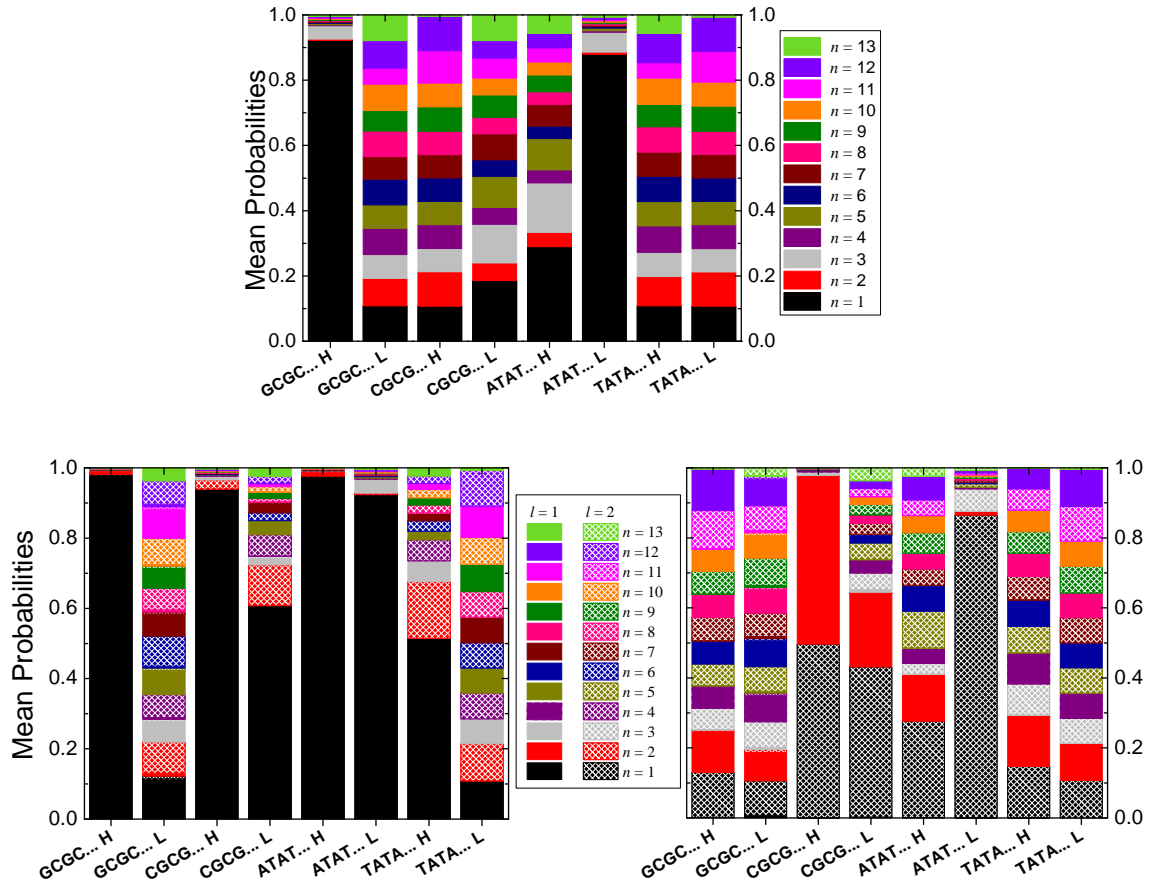 Mean Probabilities
1.0
0.8
0.6
0.4
0.2
0.0
1.0
0.8
0.6
0.4
0.2
0.0
GCGC... H
GCGC... L
CGCG... H
CGCG... L
ATAT... H
ATAT... L
TATA... H
TATA... L
n = 13
n = 12
n = 11
n = 10
n = 9
n = 8
n = 7
n = 6
n = 5
n = 4
n = 3
n = 2
n = 1
Mean Probabilities
1.0
0.8
0.6
0.4
0.2
0.0
GCGC... H
GCGC... L
CGCG... H
CGCG... L
ATAT... H
ATAT... L
TATA... H
TATA... L
l = 1 l = 2
n = 13
n =12
n = 11
n = 10
n = 9
n = 8
n = 7
n = 6
n = 5
n = 4
n = 3
n = 2
n = 1
1.0
0.8
0.6
0.4
0.2
0.0
GCGC... H
GCGC... L
CGCG... H
CGCG... L
ATAT... H
ATAT... L
TATA... H
TATA... L